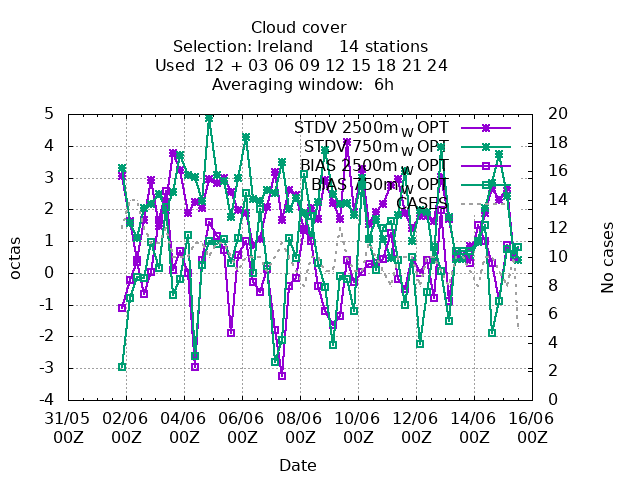 Cloud cover
Selection: Ireland 14 stations
Used 12 + 03 06 09 12 15 18 21 24
Averaging window: 6h
STDV 2500m_W OPT
STDV 750m_W OPT
BIAS 2500m_W OPT
BIAS 750m_W OPT
CASES
octas
5
4
3
2
1
0
-1
-2
-3
-4
No cases
20
18
16
14
12
10
8
6
4
2
0
31/05 02/06 04/06 06/06 08/06 10/06 12/06 14/06 16/06
00Z 00Z 00Z 00Z 00Z 00Z 00Z 00Z 00Z
Date